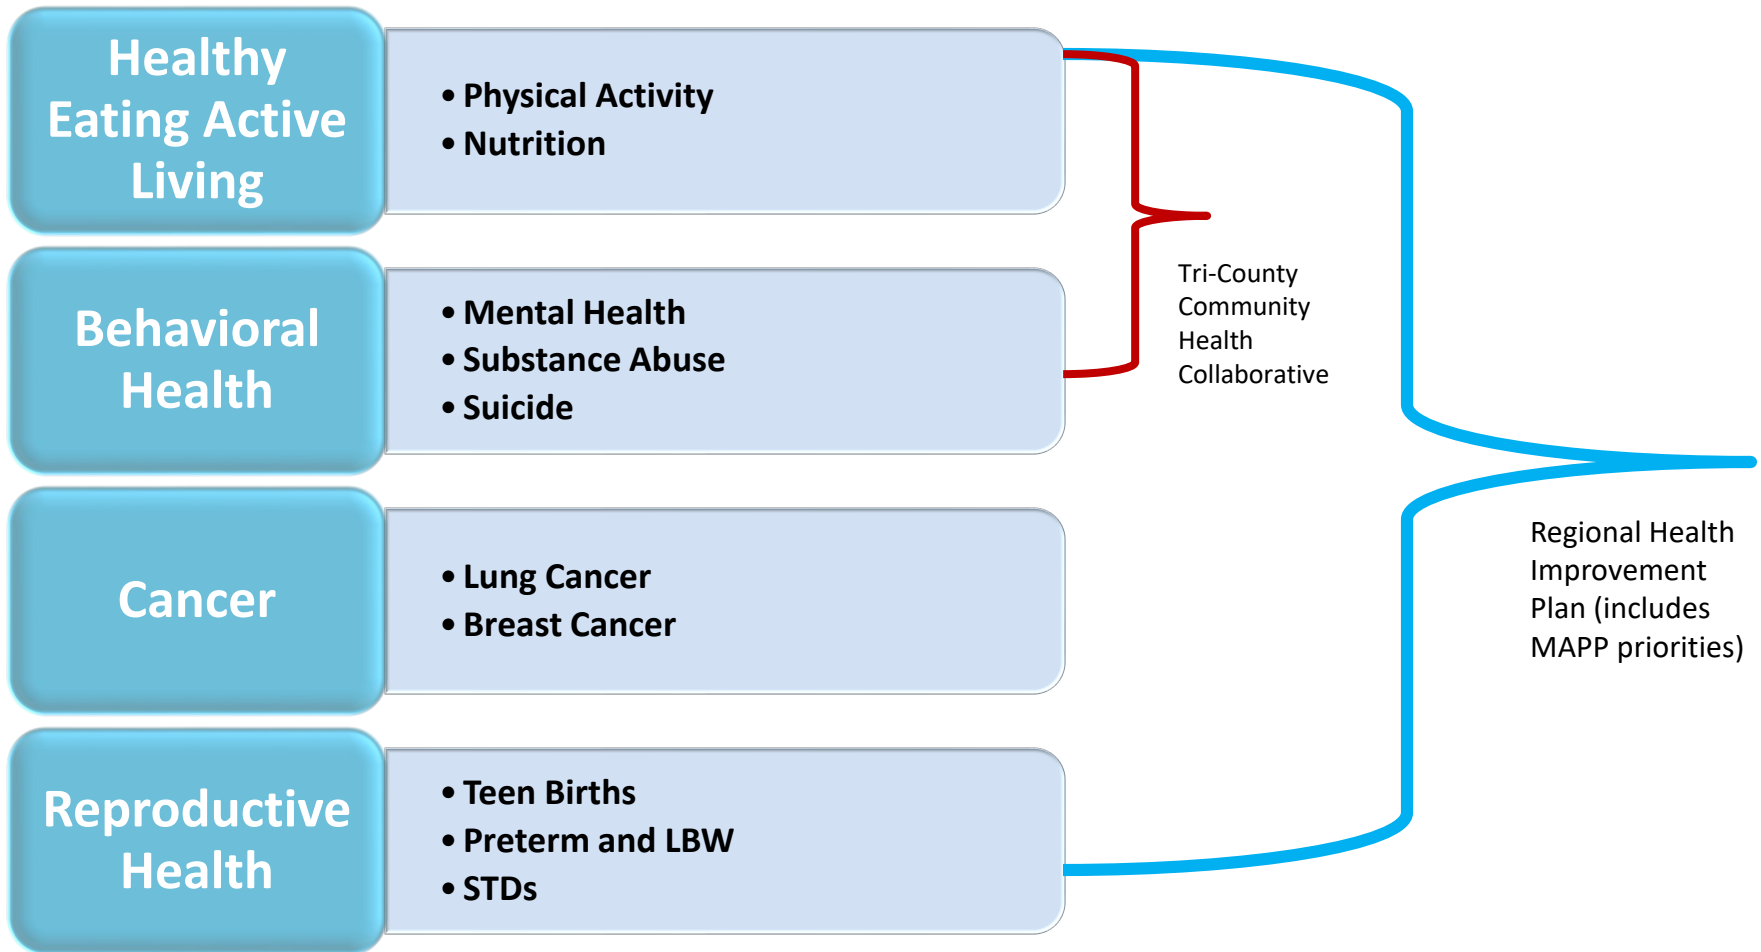 Healthy
Eating Active
Living
• Physical Activity
• Nutrition
Behavioral
Health
• Mental Health
• Substance Abuse
• Suicide
Tri-County
Community
Health
Collaborative
Cancer
• Lung Cancer
• Breast Cancer
Regional Health
Improvement
Plan (includes
MAPP priorities)
Reproductive
Health
• Teen Births
• Preterm and LBW
• STDs